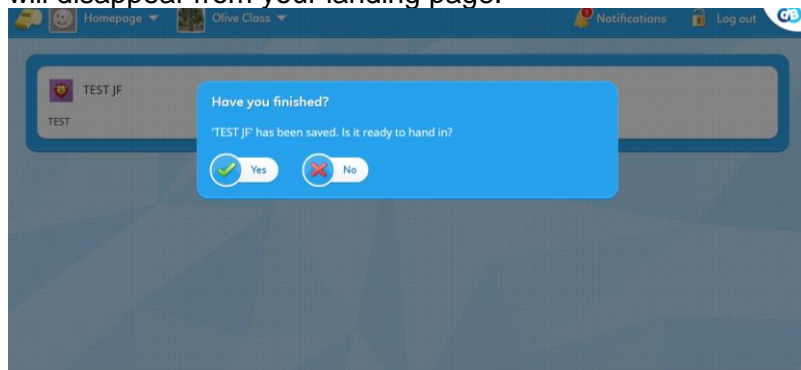 will disappear from your landing page.
Homepage Olive Class Notifications Log out
TEST JF
TEST
Have you finished?
'TEST JF' has been saved. Is it ready to hand in?
Yes No